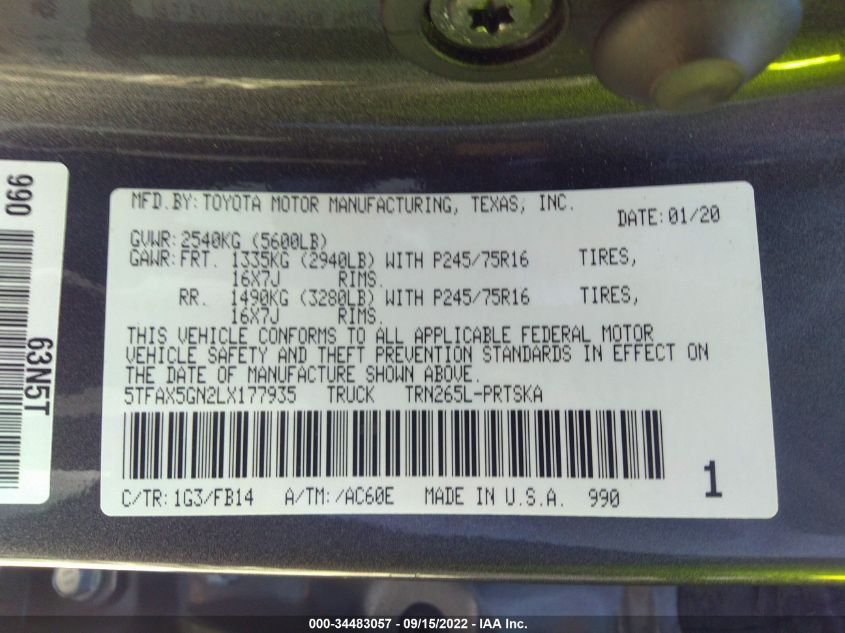 990
63N5T
MFD.BY:TOYOTA MOTOR MANUFACTURING, TEXAS, INC.
DATE:01/20
GVWR:2540KG (5600LB)
GAWR:FRT. 1335KG (2940LB) WITH P245/75R16 TIRES,
16X7J RIMS.
RR. 1490KG (3280LB) WITH P245/75R16 TIRES,
16X7J RIMS.
THIS VEHICLE CONFORMS TO ALL APPLICABLE FEDERAL MOTOR
VEHICLE SAFETY AND THEFT PREVENTION STANDARDS IN EFFECT ON
THE DATE OF MANUFACTURE SHOWN ABOVE.
5TFAX5GN2LX177935 TRUCK TRN265L-PRTSKA
C/TR:1G3/FB14 A/TM:/AC60E MADE IN U.S.A. 990
1
000-34483057 - 09/15/2022 - IAA Inc.